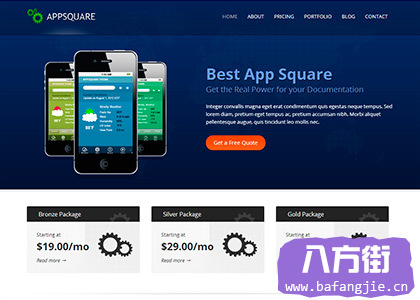 APPSQUARE
HOME ABOUT PRICING PORTFOLIO BLOG CONTACT
Best App Square
Get the Real Power for your Documentation
Integer convallis magna eget erat condimentum quis egestas neque tempus. Sed
lorem diam, pretium eget tempus ac, pretium accumsan nibh. Morbi aliquet
pellentesque augue, quis tincidunt leo mollis nec.
Get a Free Quote
Bronze Package
Starting at
$19.00/mo
Read more →
Silver Package
Starting at
$29.00/mo
Read more →
Gold Package
Starting at
八方街
www.bafangjie.cn